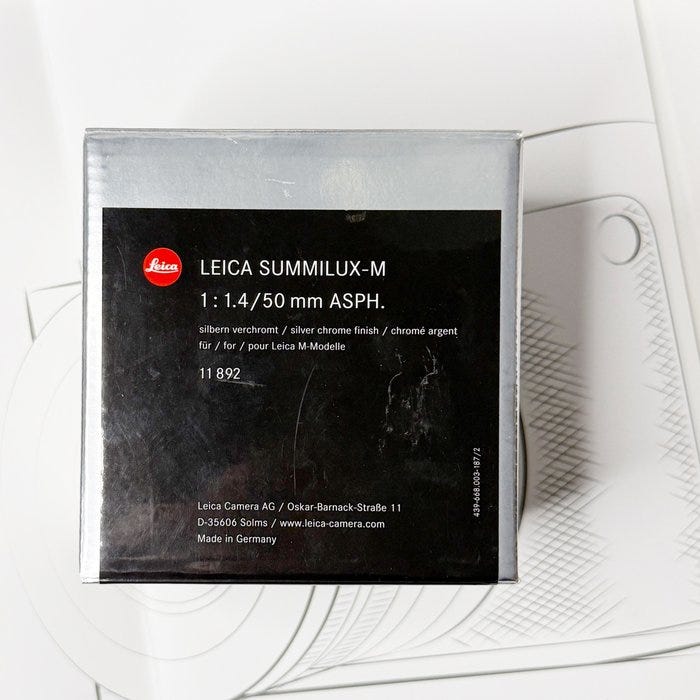 Leica
LEICA SUMMILUX-M
1 : 1.4/50 mm ASPH.
silbern verchromt / silver chrome finish / chromé argent
für / for / pour Leica M-Modelle
11 892
Leica Camera AG / Oskar-Barnack-Straße 11
D-35606 Solms / www.leica-camera.com
Made in Germany
439-668.003-187/2